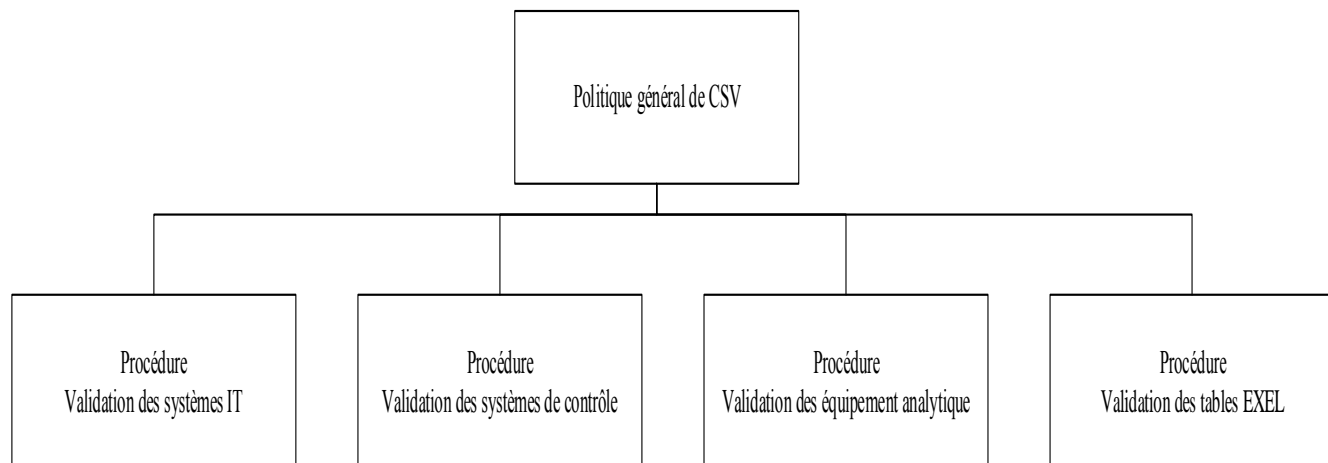 Politique général de CSV
Procédure
Validation des systèmes IT
Procédure
Validation des systèmes de contrôle
Procédure
Validation des équipement analytique
Procédure
Validation des tables EXEL